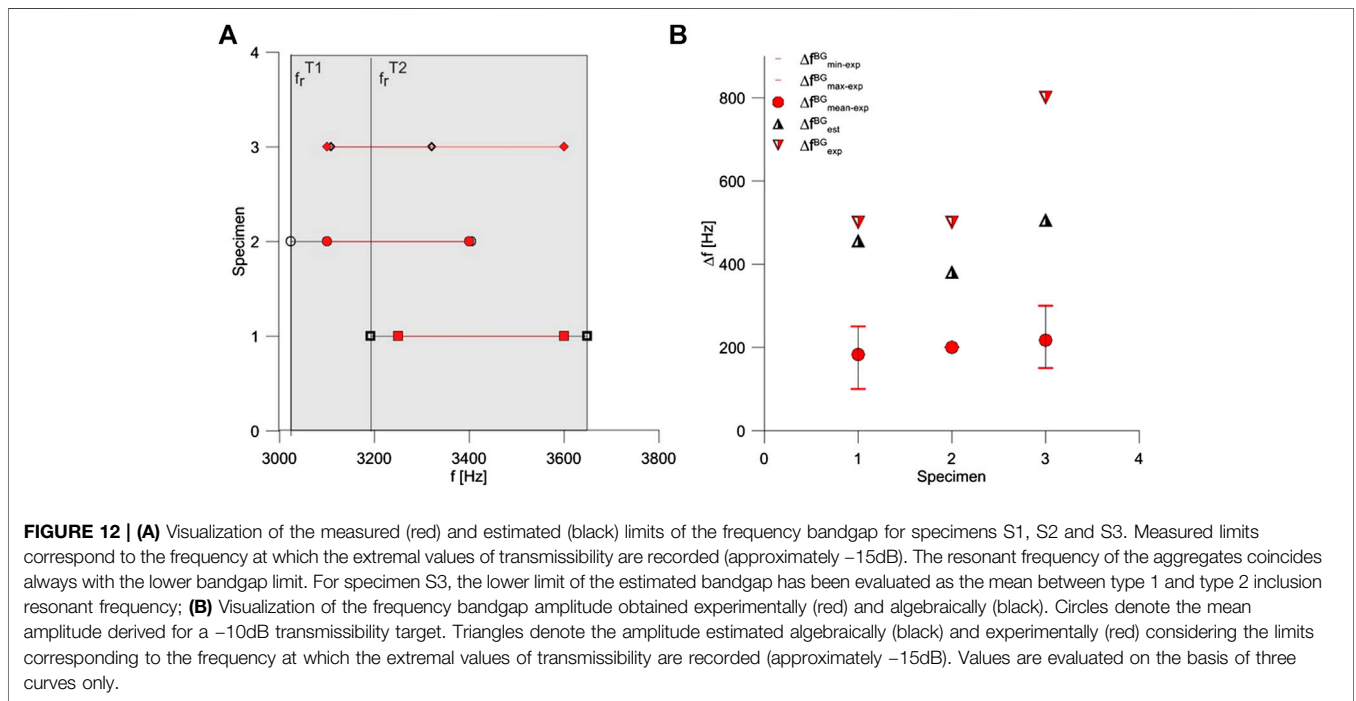 A
B
4
3
2
1
0
Specimen
f_r^T1
f_r^T2
3000 3200 3400 3600 3800
f [Hz]
Δf^BG_min-exp
Δf^BG_max-exp
Δf^BG_mean-exp
Δf^BG_est
Δf^BG_exp
800
600
400
200
0
Δf [Hz]
0 1 2 3 4
Specimen
FIGURE 12 | (A) Visualization of the measured (red) and estimated (black) limits of the frequency bandgap for specimens S1, S2 and S3. Measured limits
correspond to the frequency at which the extremal values of transmissibility are recorded (approximately −15dB). The resonant frequency of the aggregates coincides
always with the lower bandgap limit. For specimen S3, the lower limit of the estimated bandgap has been evaluated as the mean between type 1 and type 2 inclusion
resonant frequency; (B) Visualization of the frequency bandgap amplitude obtained experimentally (red) and algebraically (black). Circles denote the mean
amplitude derived for a −10dB transmissibility target. Triangles denote the amplitude estimated algebraically (black) and experimentally (red) considering the limits
corresponding to the frequency at which the extremal values of transmissibility are recorded (approximately −15dB). Values are evaluated on the basis of three
curves only.